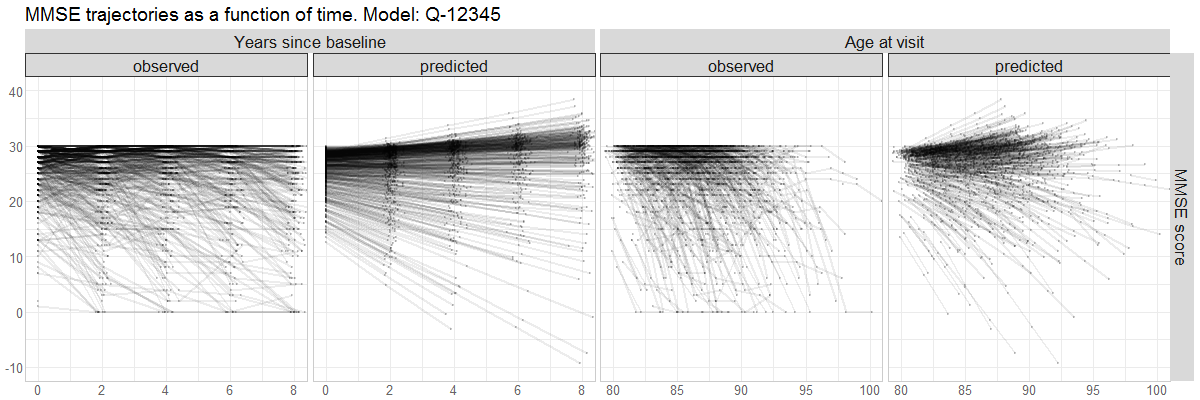 MMSE trajectories as a function of time. Model: Q-12345
Years since baseline
Age at visit
observed
predicted
observed
predicted
40
30
20
10
0
-10
MMSE score
0 2 4 6 8
0 2 4 6 8
80 85 90 95 100
80 85 90 95 100